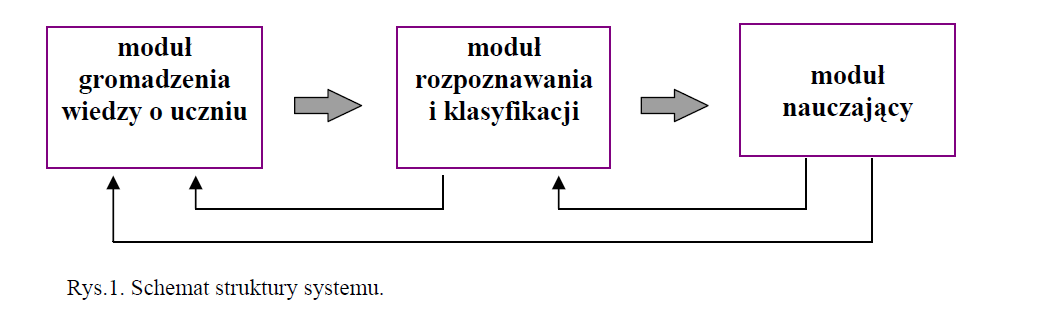 moduł
gromadzenia
wiedzy o uczniu
moduł
rozpoznawania
i klasyfikacji
moduł
nauczający
Rys.1. Schemat struktury systemu.